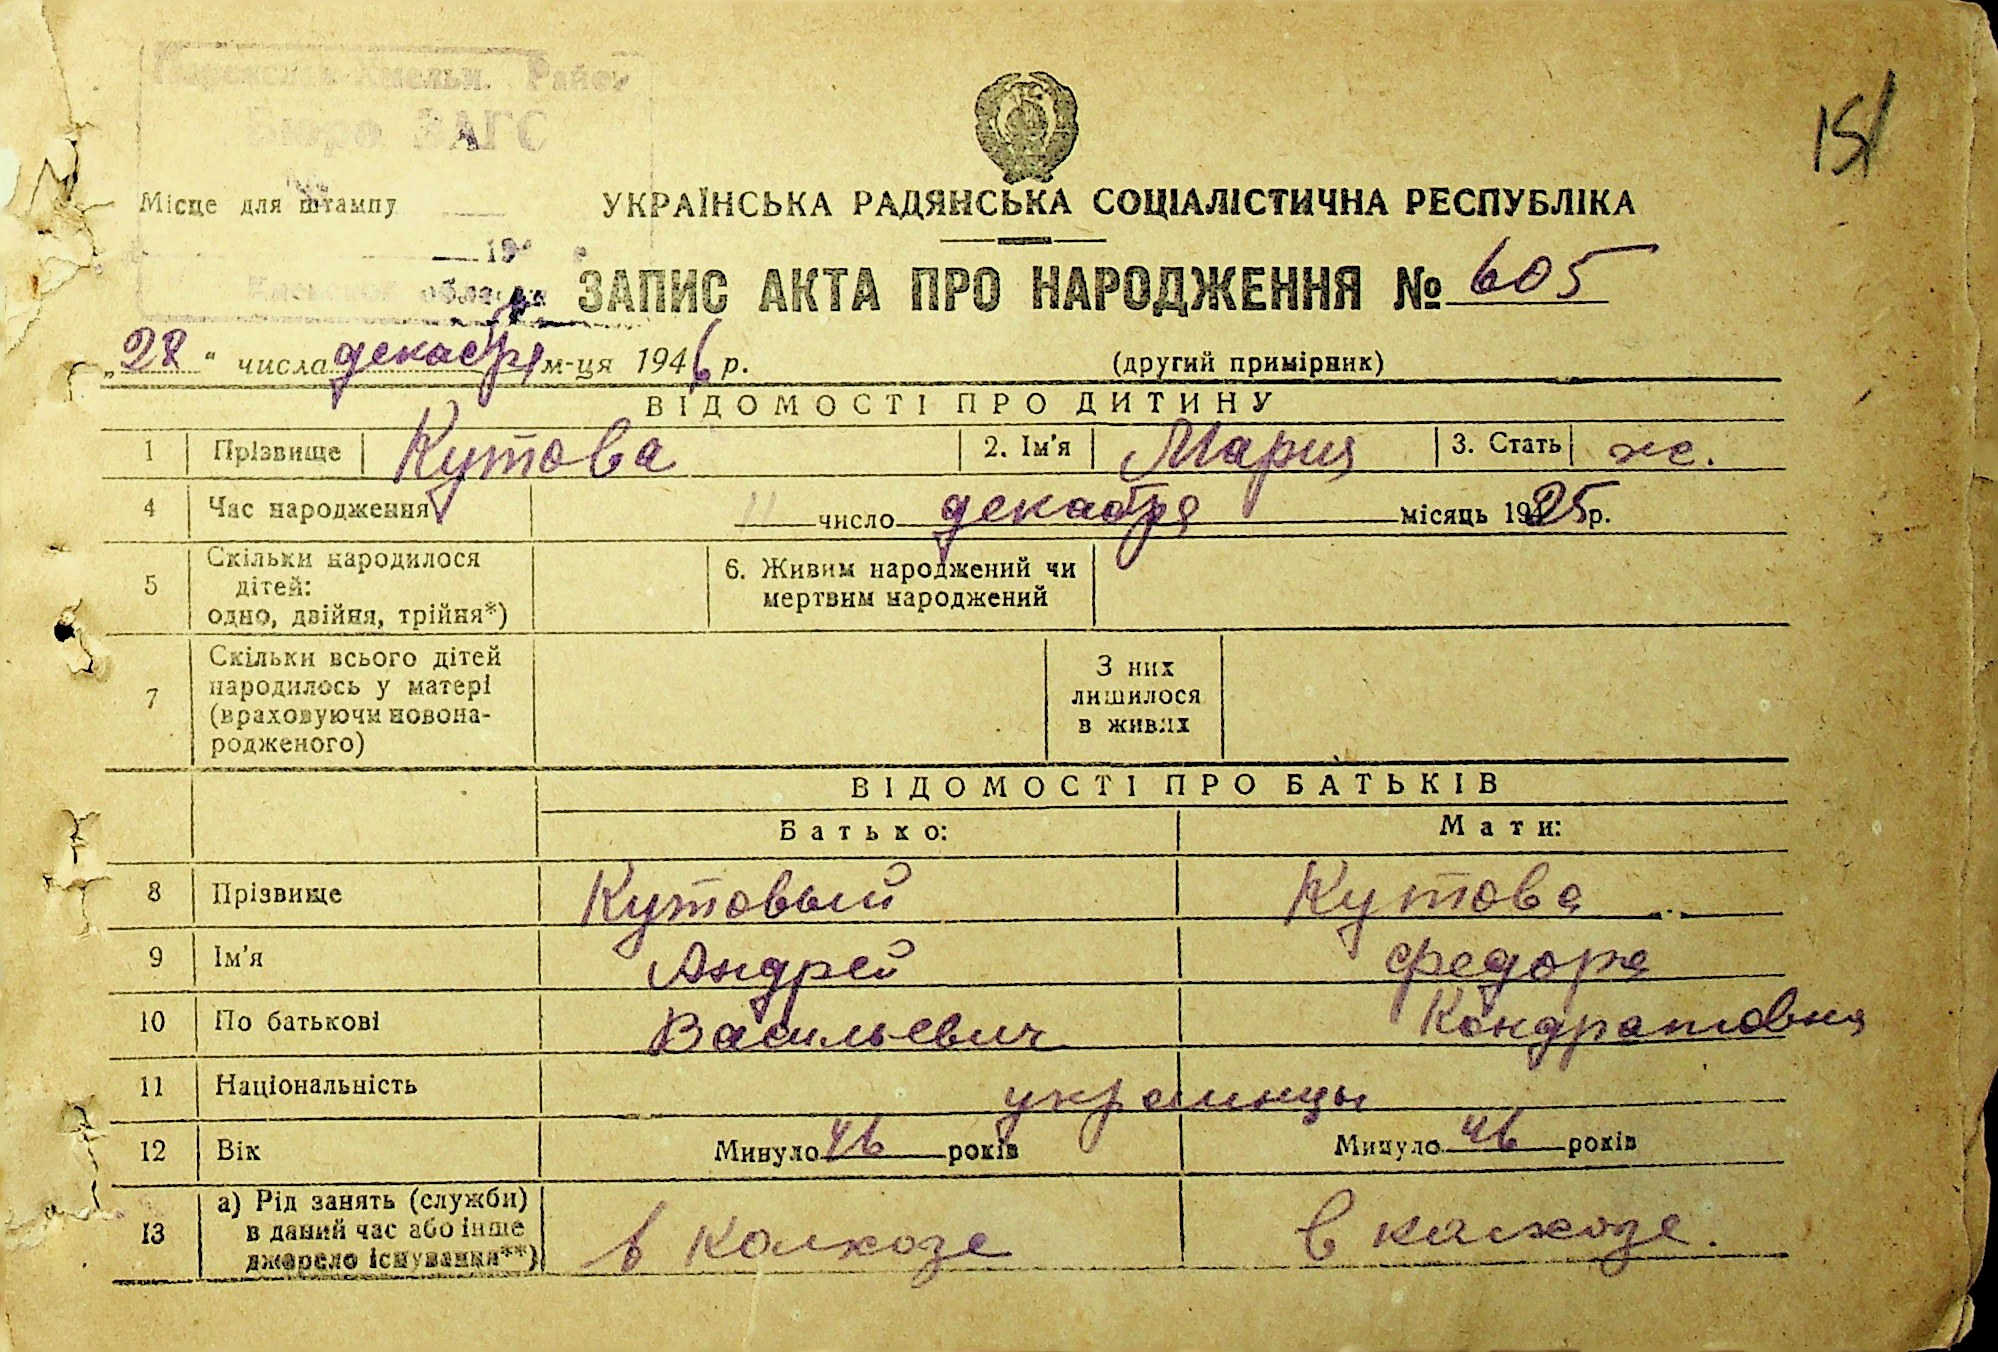 151
Хмельн. Район
Бюро ЗАГС
Місце для штампу
УКРАЇНСЬКА РАДЯНСЬКА СОЦІАЛІСТИЧНА РЕСПУБЛІКА
19
области
ЗАПИС АКТА ПРО НАРОДЖЕННЯ № 605
„28“ числа декабря м-ця 1946 р. (другий примірник)
ВІДОМОСТІ ПРО ДИТИНУ
1 Прізвище Кутова 2. Ім'я Мария 3. Стать ж.
4 Час народження 11 число декабря місяць 1925 р.
5 Скільки народилося дітей: одно, двійня, трійня*) 6. Живим народжений чи мертвим народжений
7 Скільки всього дітей народилось у матері (враховуючи новонародженого) З них лишилося в живих
ВІДОМОСТІ ПРО БАТЬКІВ
Батько: Мати:
8 Прізвище Кутовый Кутова
9 Ім'я Андрей Федора
10 По батькові Васильевич Кондратовна
11 Національність украинцы
12 Вік Минуло 46 років Минуло 46 років
13 а) Рід занять (служби) в даний час або інше джерело існування**) в колхозе в колхозе.